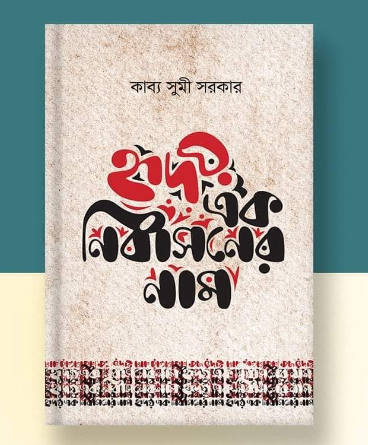 কাব্য সুমী সরকার
হৃদয়
এক
নির্বাসনের
নাম